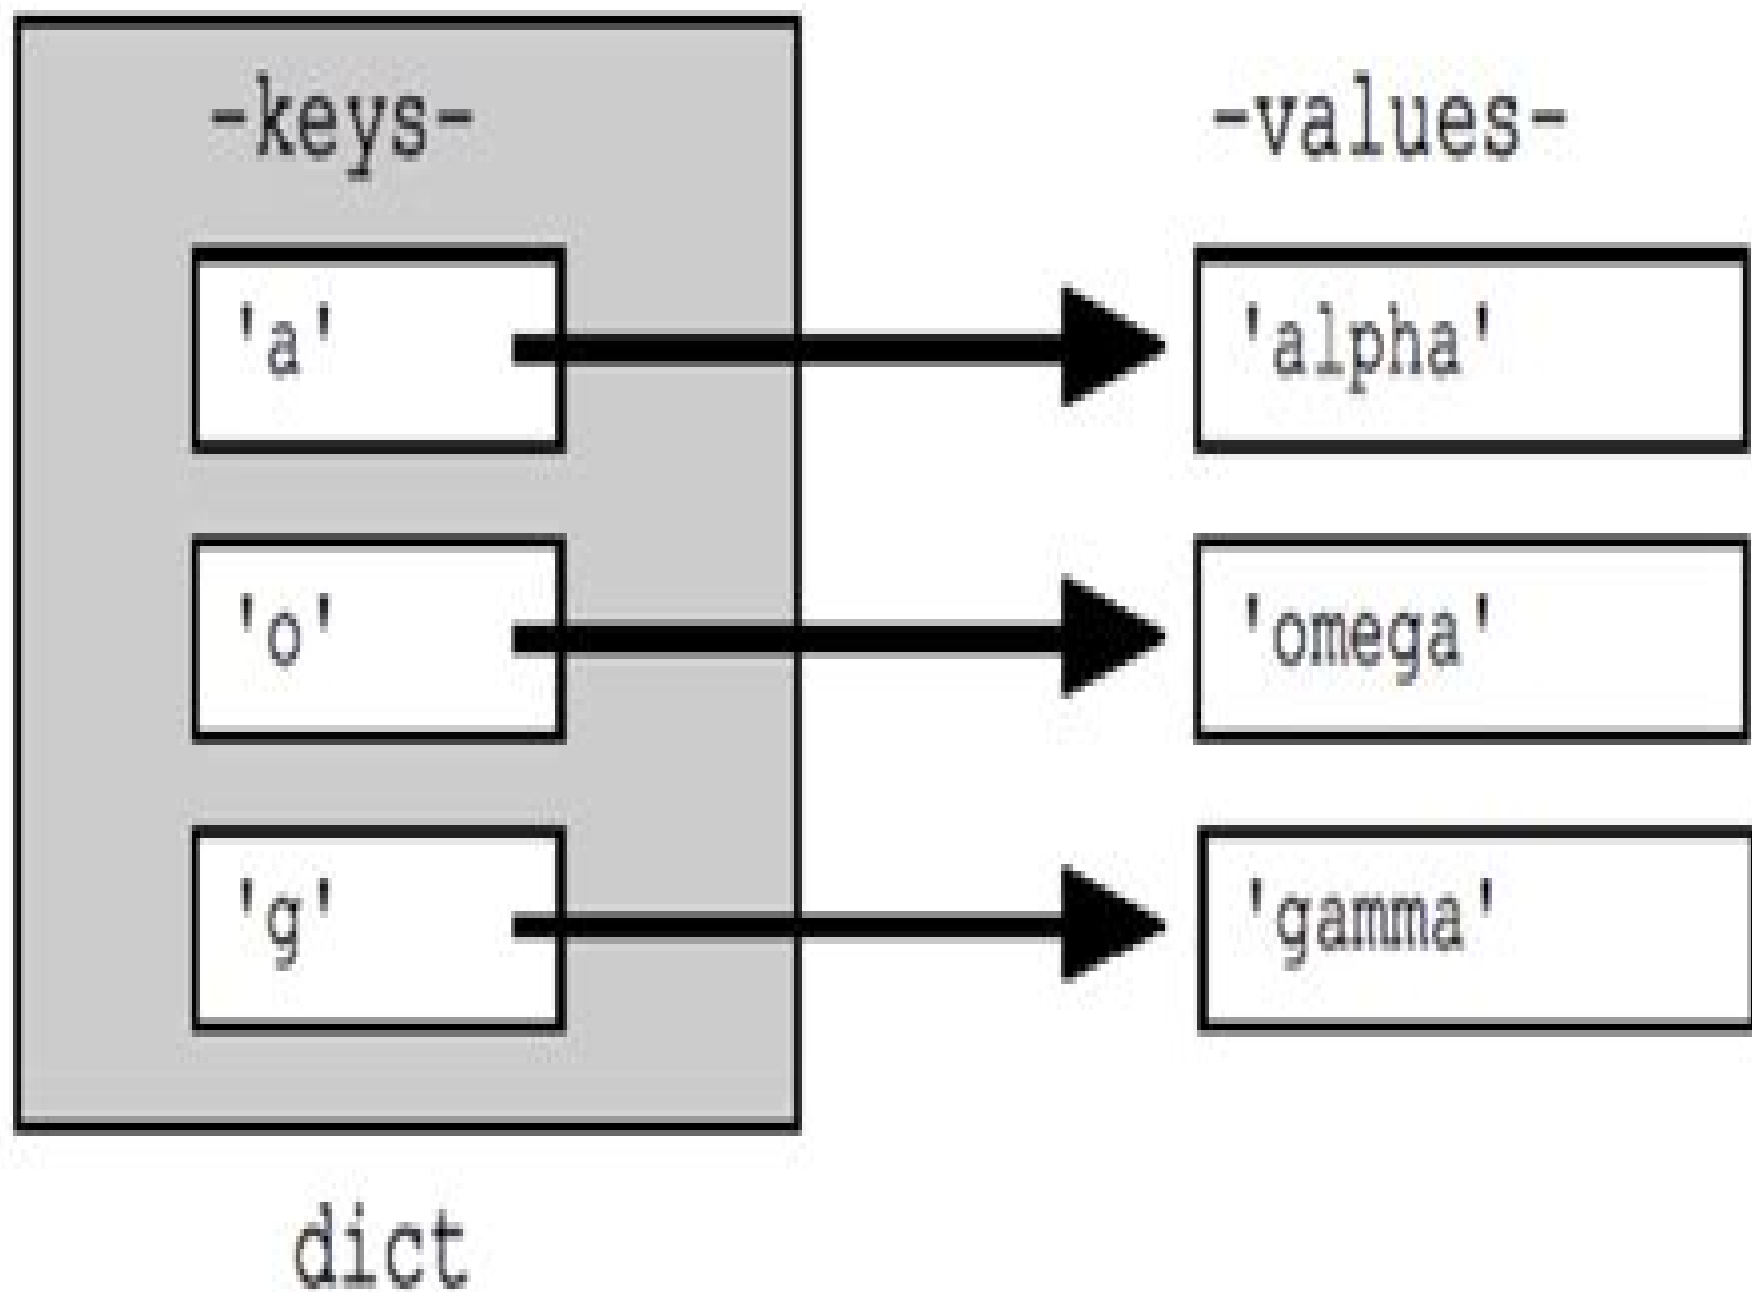 -keys- -values-
'a' 'alpha'
'o' 'omega'
'g' 'gamma'
dict